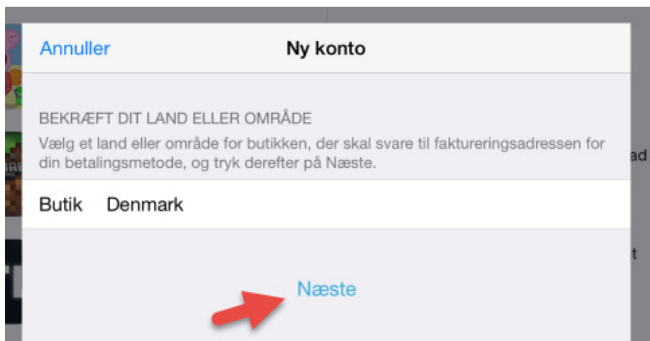 Annuller Ny konto
BEKRÆFT DIT LAND ELLER OMRÅDE
Vælg et land eller område for butikken, der skal svare til faktureringsadressen for
din betalingsmetode, og tryk derefter på Næste.
ad
Butik Denmark
t
Næste